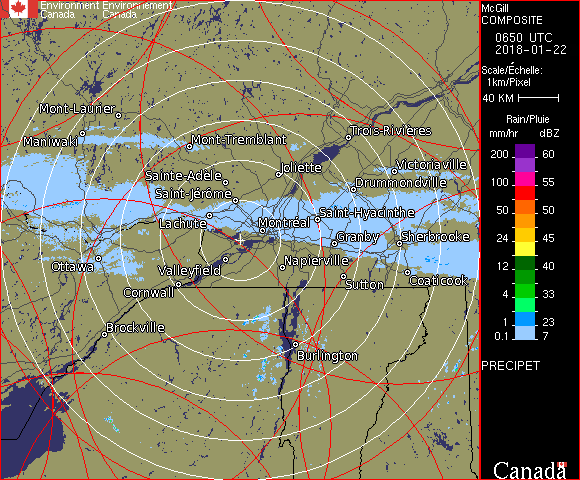 Environment Environnement
Canada Canada
McGill
COMPOSITE
0650 UTC
2018-01-22
Scale/Échelle:
1km/Pixel
40 KM
Rain/Pluie
mm/hr dBZ
200 60
150 57
100 55
50 50
24 45
12 40
4 33
1 23
0.1 7
PRECIPET
Mont-Laurier
Maniwaki
Mont-Tremblant
Trois-Rivières
Joliette
Victoriaville
Sainte-Adèle
Drummondville
Saint-Jérôme
Lachute
Saint-Hyacinthe
Montréal
Granby
Sherbrooke
Ottawa
Valleyfield
Napierville
Cornwall
Sutton
Coaticook
Brockville
Burlington
Canada